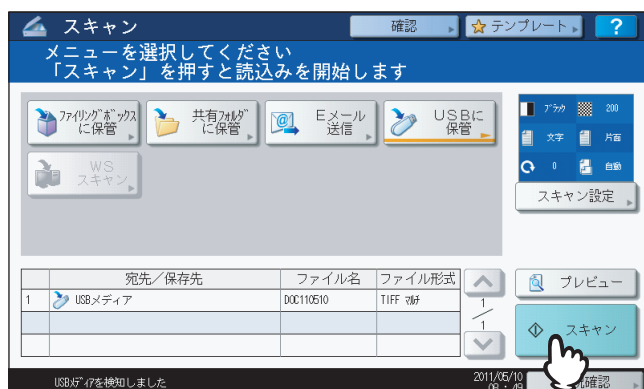 スキャン
確認
テンプレート
?
メニューを選択してください
「スキャン」を押すと読込みを開始します
ファイリングボックス
に保管
共有フォルダ
に保管
Eメール
送信
USBに
保管
WS
スキャン
ブラック
200
文字
片面
0
自動
スキャン設定
宛先/保存先
ファイル名
ファイル形式
1
USBメディア
DOC110510
TIFF マルチ
1
1
プレビュー
スキャン
USBメディアを検知しました
2011/05/10
確認